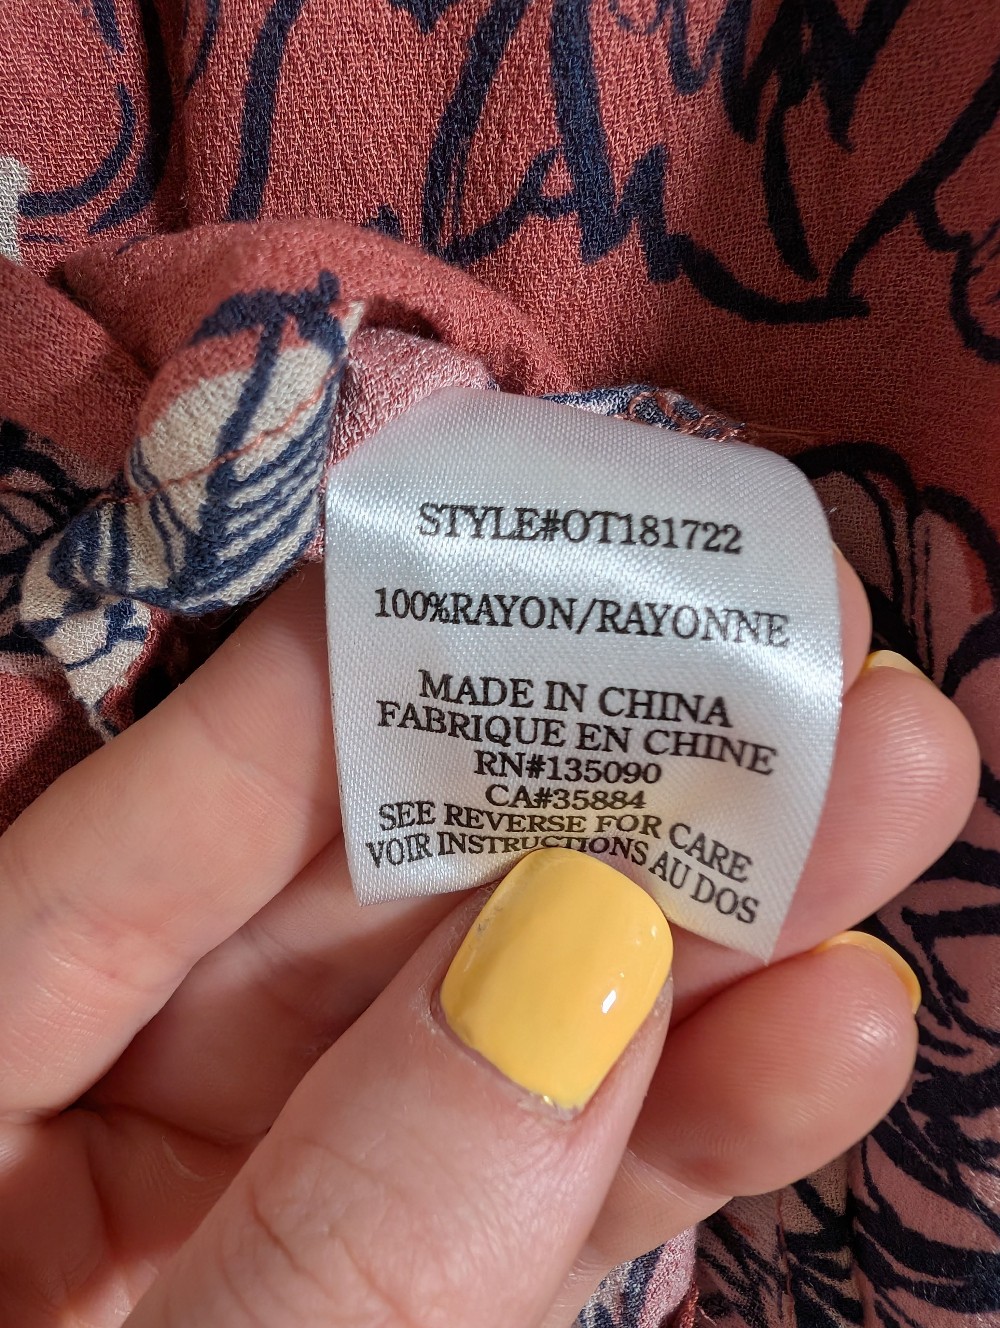 STYLE#OT181722
100%RAYON/RAYONNE
MADE IN CHINA
FABRIQUE EN CHINE
RN#135090
CA#35884
SEE REVERSE FOR CARE
VOIR INSTRUCTIONS AU DOS